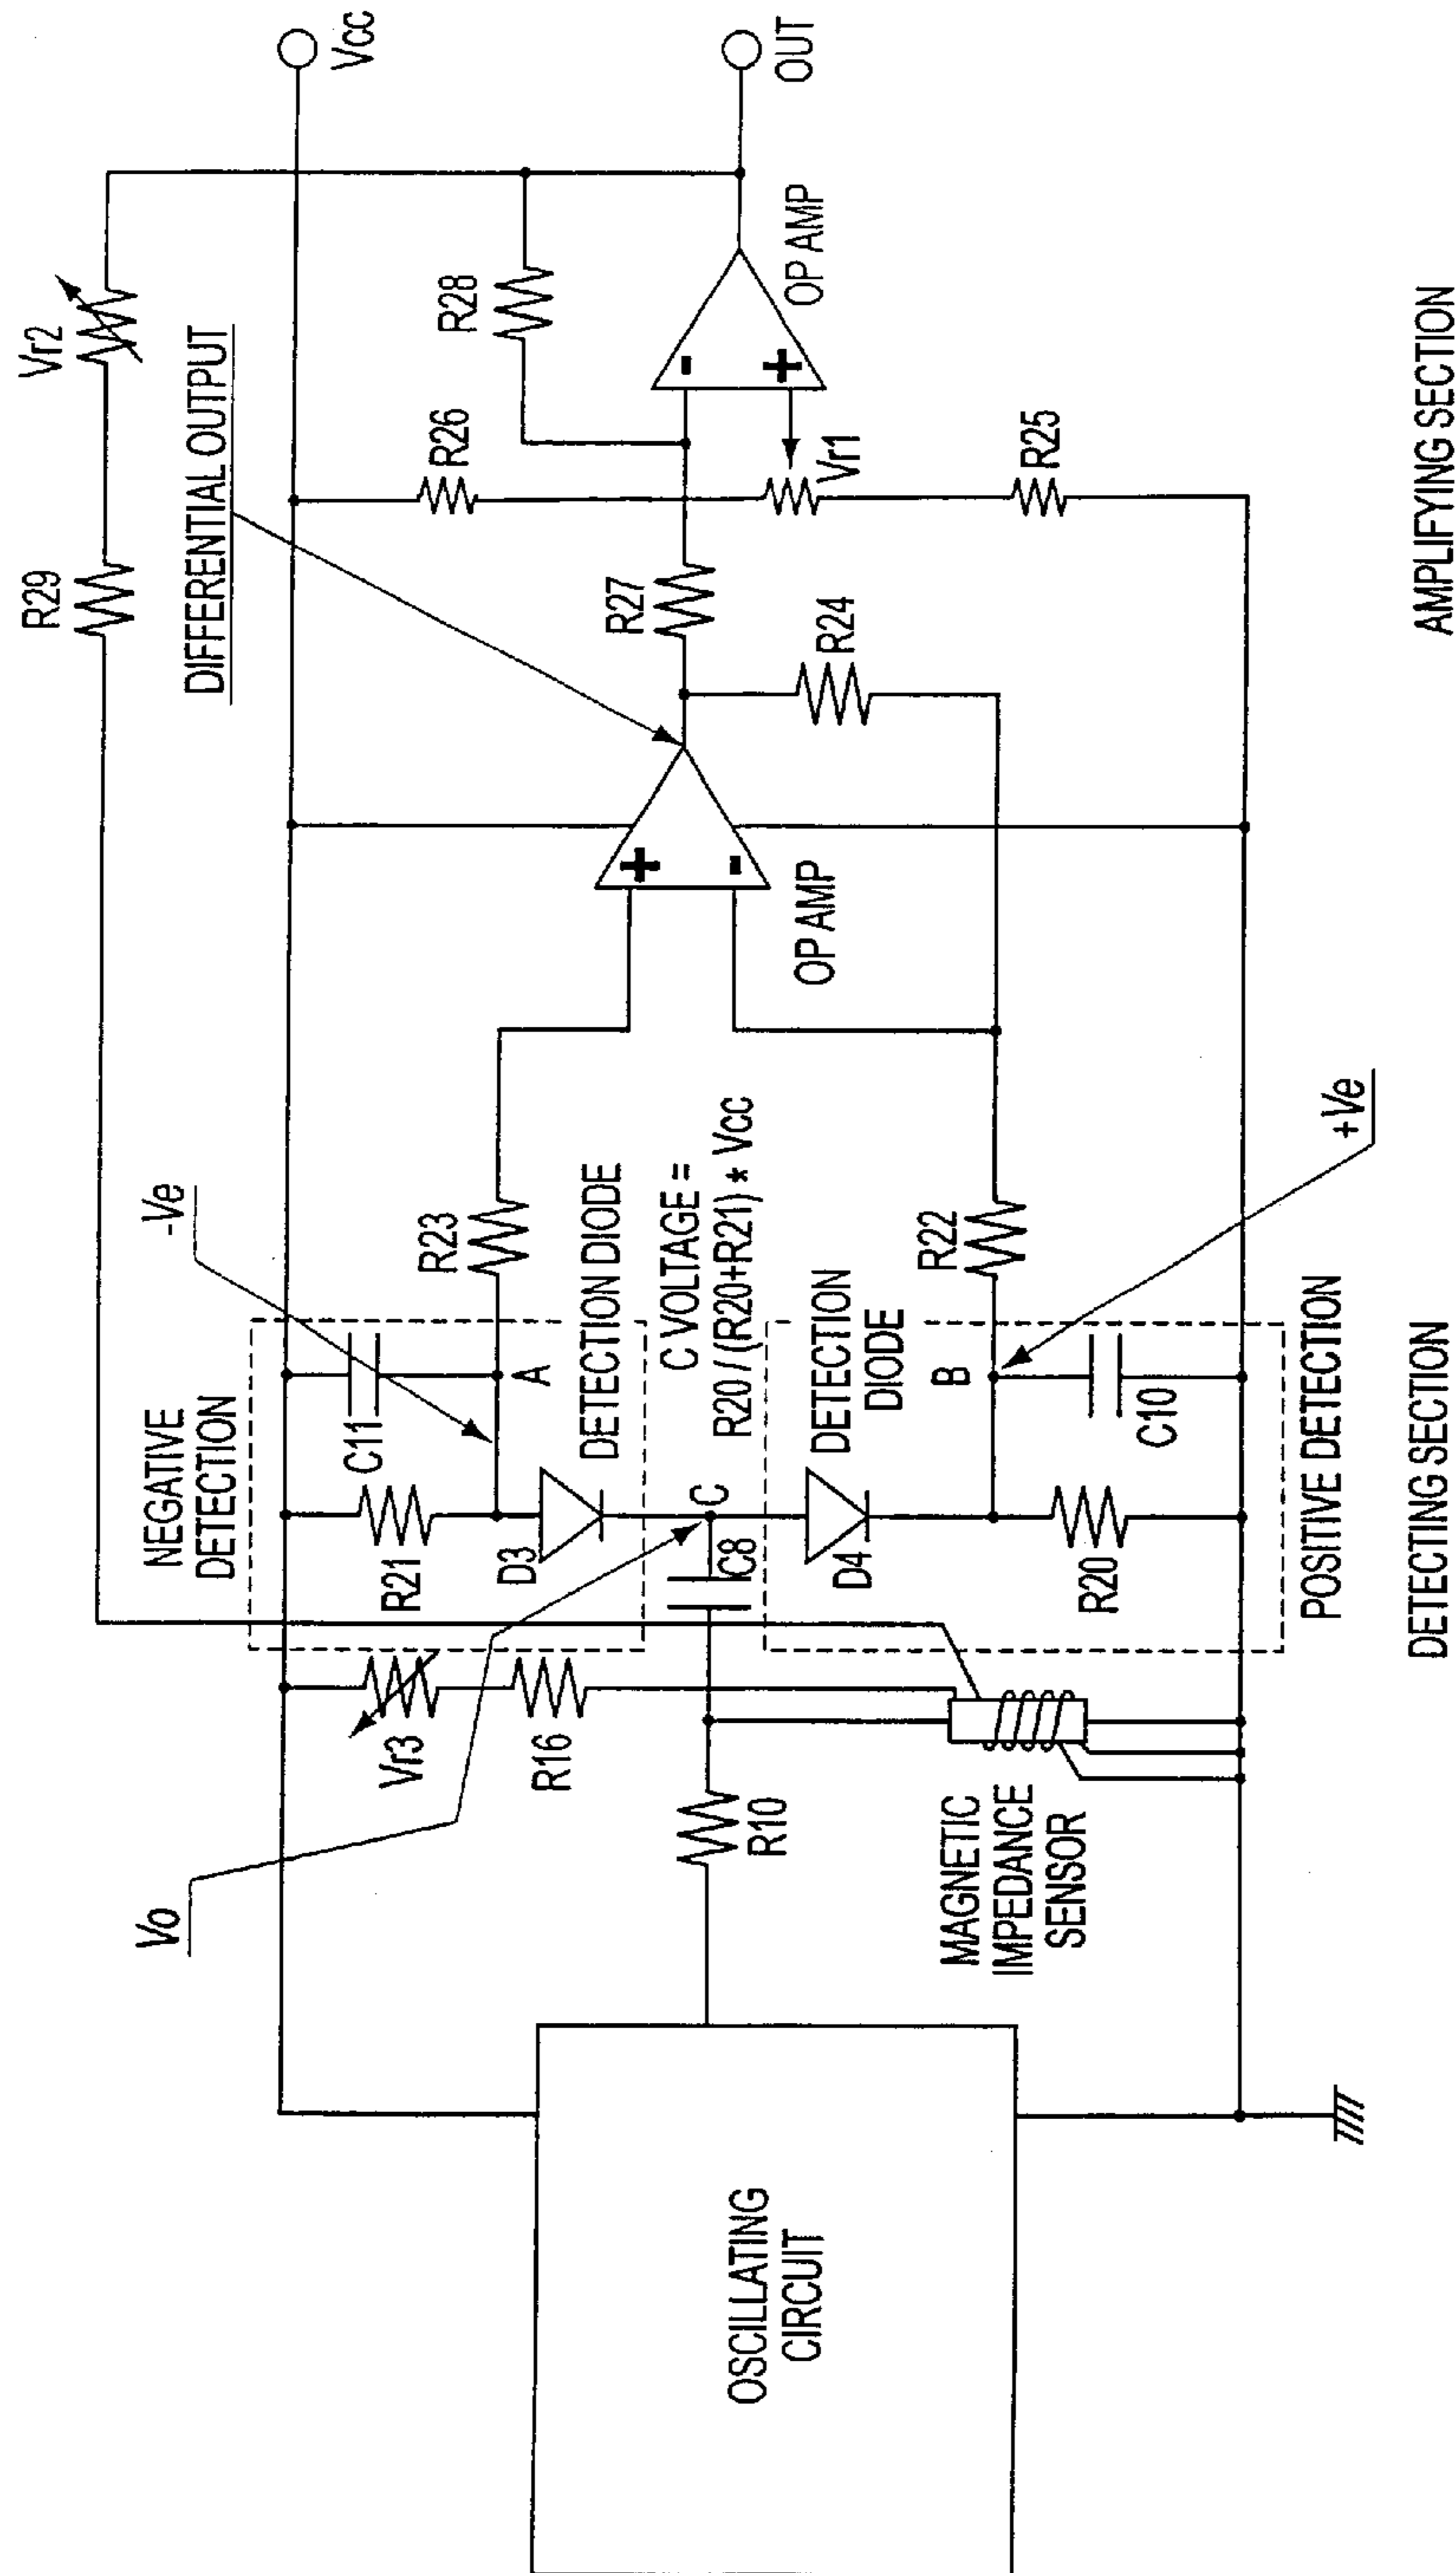 Vcc
OUT
Vr2
R29
DIFFERENTIAL OUTPUT
R28
R26
OP AMP
-
+
Vr1
R25
R27
R24
+
-
OP AMP
AMPLIFYING SECTION
-Ve
R23
DETECTION DIODE
C VOLTAGE =
R20 / (R20+R21) * Vcc
R22
+Ve
NEGATIVE
DETECTION
C11
A
R21
D3
C
C8
DETECTION
DIODE
B
D4
C10
R20
POSITIVE DETECTION
DETECTING SECTION
Vr3
R16
Vo
R10
MAGNETIC
IMPEDANCE
SENSOR
OSCILLATING
CIRCUIT